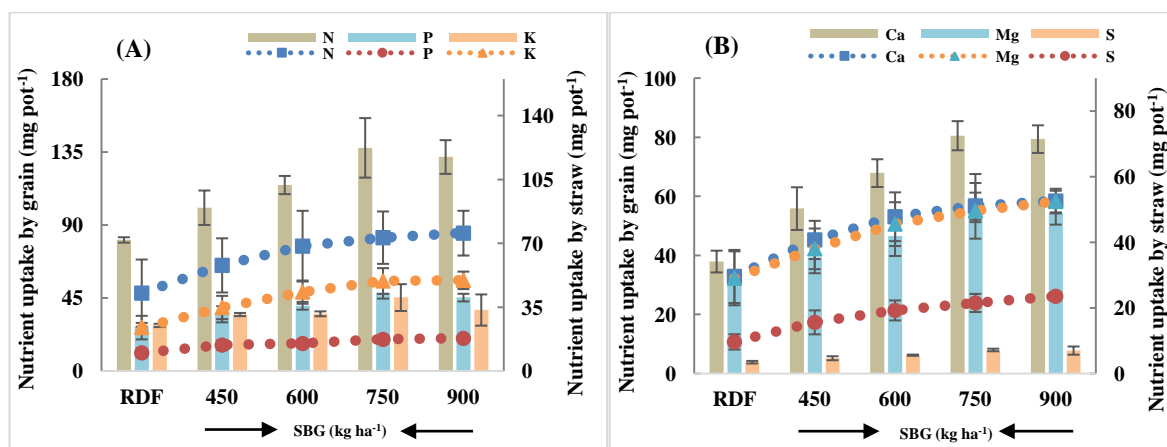 (A)
N P K
N P K
Nutrient uptake by grain (mg pot-1)
180
135
90
45
0
140
105
70
35
0
Nutrient uptake by straw (mg pot-1)
RDF 450 600 750 900
SBG (kg ha-1)
(B)
Ca Mg S
Ca Mg S
Nutrient uptake by grain (mg pot-1)
100
80
60
40
20
0
80
60
40
20
0
Nutrient uptake by straw (mg pot-1)
RDF 450 600 750 900
SBG (kg ha-1)